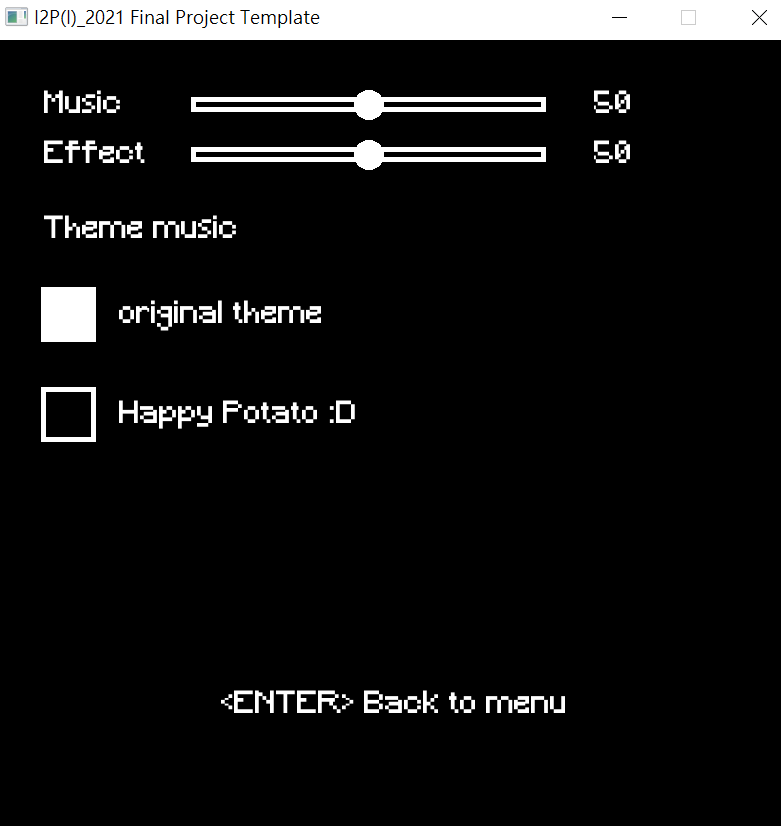 I2P(I)_2021 Final Project Template
Music 50
Effect 50
Theme music
original theme
Happy Potato :D
<ENTER> Back to menu